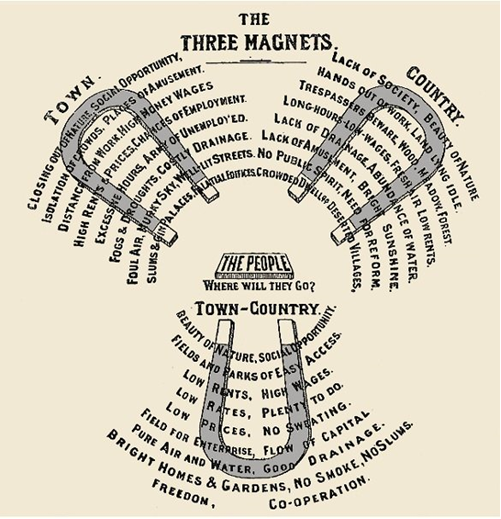 THE
THREE MAGNETS.
TOWN.
CLOSING OUT OF NATURE. SOCIAL OPPORTUNITY.
ISOLATION OF CROWDS. PLACES OF AMUSEMENT.
DISTANCE FROM WORK. HIGH MONEY WAGES
HIGH RENTS & PRICES. CHANCES OF EMPLOYMENT.
EXCESSIVE HOURS. ARMY OF UNEMPLOYED.
FOGS & DROUGHTS. COSTLY DRAINAGE.
FOUL AIR. MURKY SKY. WELL-LIT STREETS.
SLUMS & GIN PALACES. PALATIAL EDIFICES.
COUNTRY.
LACK OF SOCIETY. BEAUTY OF NATURE
HANDS OUT OF WORK. LAND LYING IDLE.
TRESPASSERS BEWARE. WOOD, MEADOW, FOREST.
LONG-HOURS LOW-WAGES. FRESH AIR. LOW RENTS.
LACK OF DRAINAGE. ABUNDANCE OF WATER.
LACK OF AMUSEMENT. BRIGHT SUNSHINE.
NO PUBLIC SPIRIT. NEED FOR REFORM.
CROWDED DWELLINGS. DESERTED VILLAGES.
THE PEOPLE
WHERE WILL THEY GO?
TOWN-COUNTRY.
BEAUTY OF NATURE, SOCIAL OPPORTUNITY.
FIELDS AND PARKS OF EASY ACCESS.
LOW RENTS, HIGH WAGES.
LOW RATES, PLENTY TO DO.
LOW PRICES, NO SWEATING.
FIELD FOR ENTERPRISE, FLOW OF CAPITAL
PURE AIR AND WATER, GOOD DRAINAGE.
BRIGHT HOMES & GARDENS, NO SMOKE, NO SLUMS.
FREEDOM, CO-OPERATION.